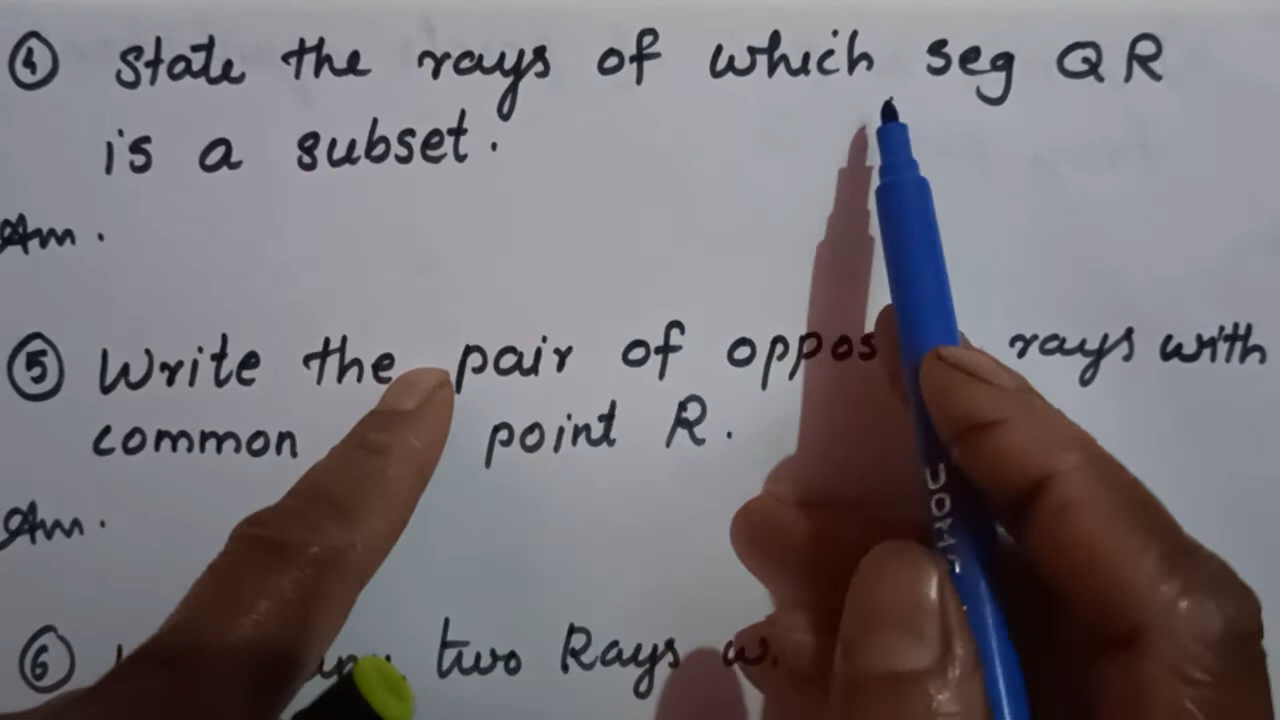 ④ State the rays of which seg QR
is a subset.
Ans.
⑤ Write the pair of rays with
common point R.
Ans.
⑥ two Rays
DOMS